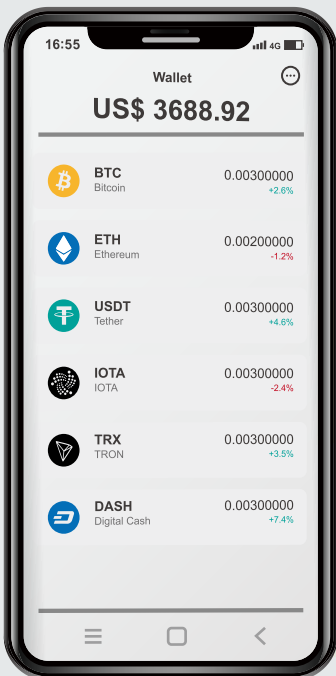 16:55
4G
Wallet
US$ 3688.92
BTC
0.00300000
Bitcoin
+2.6%
ETH
0.00200000
Ethereum
-1.2%
USDT
0.00300000
Tether
+4.6%
IOTA
0.00300000
IOTA
-2.4%
TRX
0.00300000
TRON
+3.5%
DASH
0.00300000
Digital Cash
+7.4%